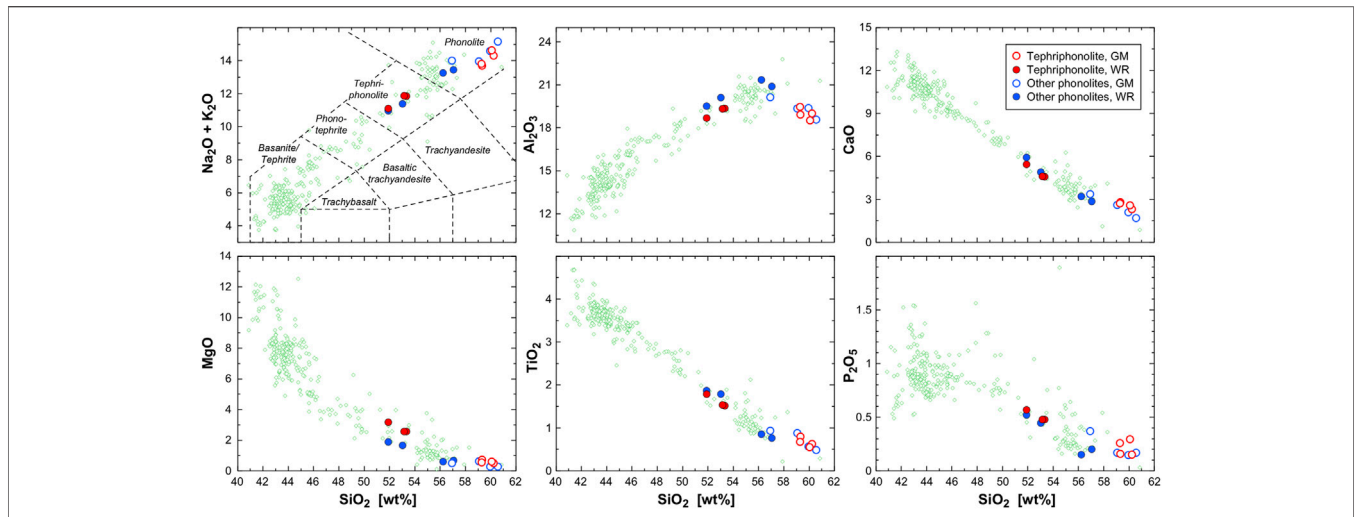 16
14
12
10
8
6
4
Na2O + K2O
Phonolite
Tephri-
phonolite
Phono-
tephrite
Basanite/
Tephrite
Trachyandesite
Basaltic
trachyandesite
Trachybasalt
24
21
18
15
12
Al2O3
15
12
9
6
3
0
CaO
Tephriphonolite, GM
Tephriphonolite, WR
Other phonolites, GM
Other phonolites, WR
14
12
10
8
6
4
2
0
MgO
40 42 44 46 48 50 52 54 56 58 60 62
SiO2 [wt%]
4
3
2
1
0
TiO2
40 42 44 46 48 50 52 54 56 58 60 62
SiO2 [wt%]
1.5
1
0.5
0
P2O5
40 42 44 46 48 50 52 54 56 58 60 62
SiO2 [wt%]